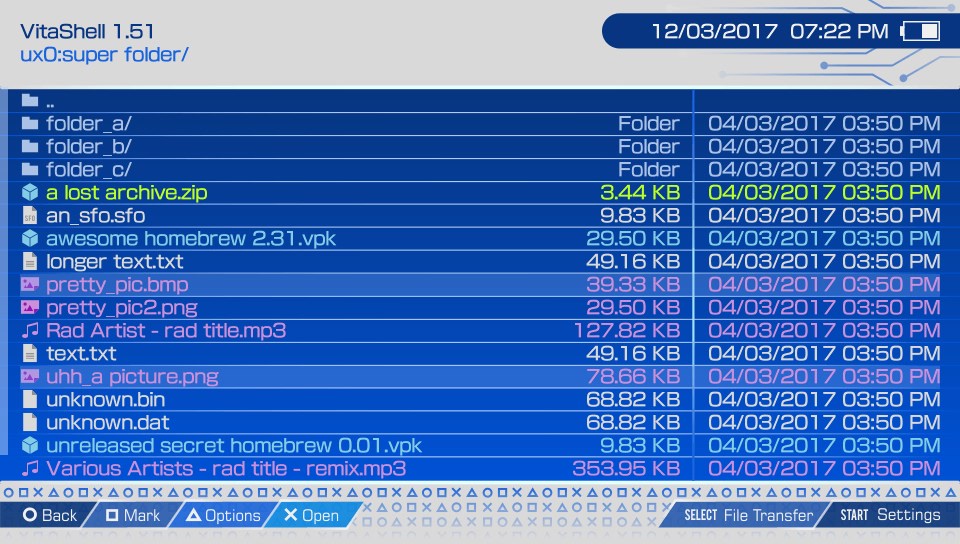 VitaShell 1.51
12/03/2017 07:22 PM
ux0:super folder/
..
folder_a/ Folder 04/03/2017 03:50 PM
folder_b/ Folder 04/03/2017 03:50 PM
folder_c/ Folder 04/03/2017 03:50 PM
a lost archive.zip 3.44 KB 04/03/2017 03:50 PM
SFO an_sfo.sfo 9.83 KB 04/03/2017 03:50 PM
awesome homebrew 2.31.vpk 29.50 KB 04/03/2017 03:50 PM
longer text.txt 49.16 KB 04/03/2017 03:50 PM
pretty_pic.bmp 39.33 KB 04/03/2017 03:50 PM
pretty_pic2.png 29.50 KB 04/03/2017 03:50 PM
Rad Artist - rad title.mp3 127.82 KB 04/03/2017 03:50 PM
text.txt 49.16 KB 04/03/2017 03:50 PM
uhh_a picture.png 78.66 KB 04/03/2017 03:50 PM
unknown.bin 68.82 KB 04/03/2017 03:50 PM
unknown.dat 68.82 KB 04/03/2017 03:50 PM
unreleased secret homebrew 0.01.vpk 9.83 KB 04/03/2017 03:50 PM
Various Artists - rad title - remix.mp3 353.95 KB 04/03/2017 03:50 PM
Back Mark Options Open SELECT File Transfer START Settings